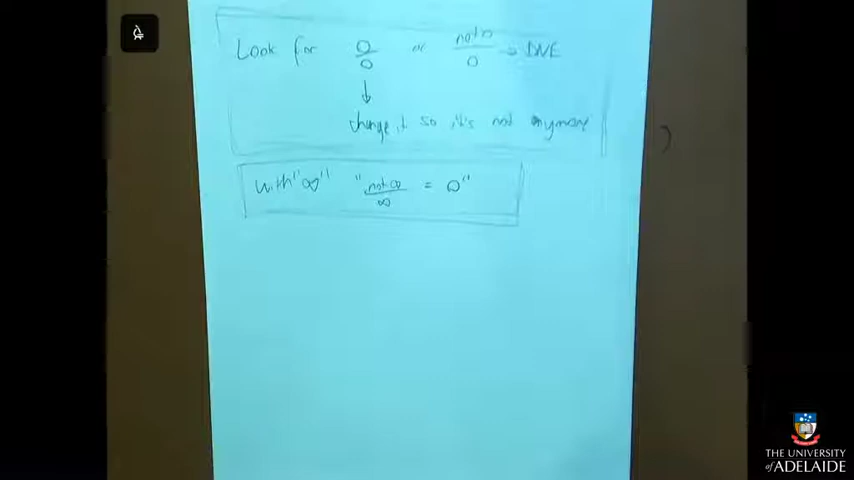 Look for 0/0 or not 0/0 → DNE
↓
change it so it's not anymore
with "∞" "not ∞/∞ = 0"
THE UNIVERSITY
of ADELAIDE